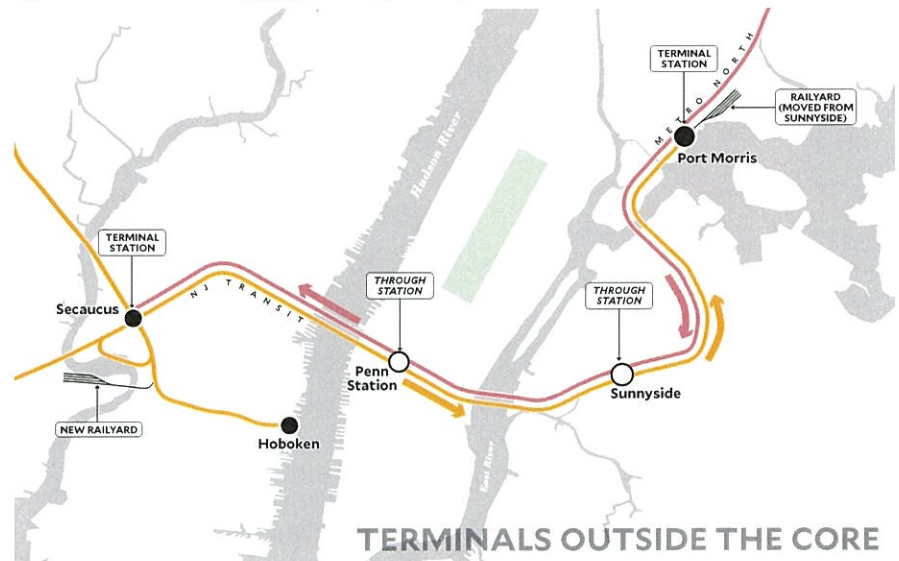 TERMINAL
STATION
METRO NORTH
RAILYARD
(MOVED FROM
SUNNYSIDE)
Port Morris
Hudson River
TERMINAL
STATION
Secaucus
NJ TRANSIT
THROUGH
STATION
THROUGH
STATION
Penn
Station
Sunnyside
NEW RAILYARD
Hoboken
East River
TERMINALS OUTSIDE THE CORE